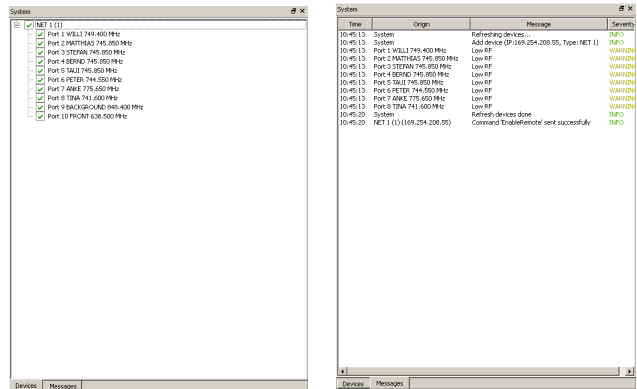 System
NET 1 (1)
Port 1 WILLI 749.400 MHz
Port 2 MATTHIAS 745.850 MHz
Port 3 STEFAN 745.850 MHz
Port 4 BERND 745.850 MHz
Port 5 TAUI 745.850 MHz
Port 6 PETER 744.550 MHz
Port 7 ANKE 775.650 MHz
Port 8 TINA 741.600 MHz
Port 9 BACKGROUND 848.400 MHz
Port 10 FRONT 638.500 MHz
Devices Messages
System
Time Origin Message Severity
10:45:13 System Refreshing devices... INFO
10:45:13 System Add device (IP:169.254.208.55, Type: NET 1) INFO
10:45:13 Port 1 WILLI 749.400 MHz Low RF WARNIN
10:45:13 Port 2 MATTHIAS 745.850 MHz Low RF WARNIN
10:45:13 Port 3 STEFAN 745.850 MHz Low RF WARNIN
10:45:13 Port 4 BERND 745.850 MHz Low RF WARNIN
10:45:13 Port 5 TAUI 745.850 MHz Low RF WARNIN
10:45:13 Port 6 PETER 744.550 MHz Low RF WARNIN
10:45:13 Port 7 ANKE 775.650 MHz Low RF WARNIN
10:45:13 Port 8 TINA 741.600 MHz Low RF WARNIN
10:45:20 System Refresh devices done INFO
10:45:20 NET 1 (1) (169.254.208.55) Command 'EnableRemote' sent successfully INFO
Devices Messages